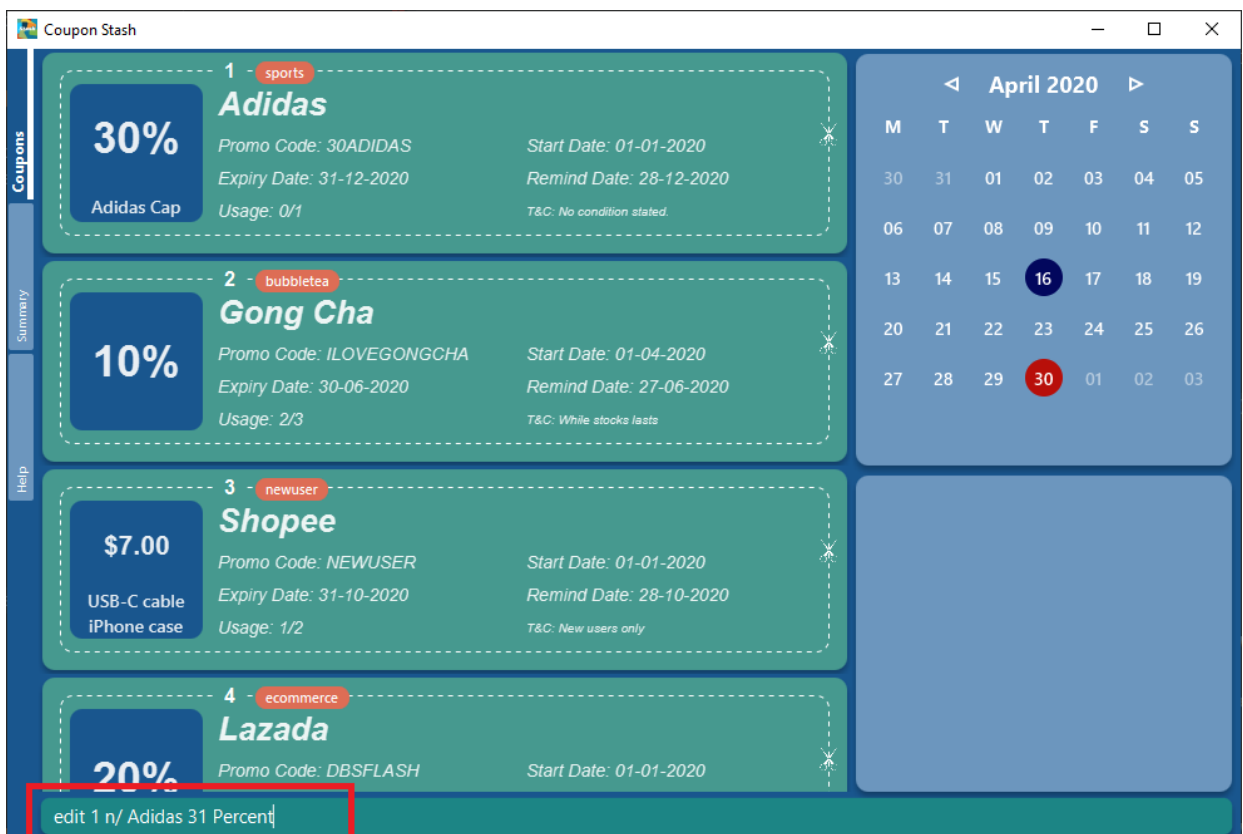 Coupon Stash
Coupons
Summary
Help
1 sports
Adidas
30%
Adidas Cap
Promo Code: 30ADIDAS Start Date: 01-01-2020
Expiry Date: 31-12-2020 Remind Date: 28-12-2020
Usage: 0/1 T&C: No condition stated.
2 bubbletea
Gong Cha
10%
Promo Code: ILOVEGONGCHA Start Date: 01-04-2020
Expiry Date: 30-06-2020 Remind Date: 27-06-2020
Usage: 2/3 T&C: While stocks lasts
3 newuser
Shopee
$7.00
USB-C cable
iPhone case
Promo Code: NEWUSER Start Date: 01-01-2020
Expiry Date: 31-10-2020 Remind Date: 28-10-2020
Usage: 1/2 T&C: New users only
4 ecommerce
Lazada
20%
Promo Code: DBSFLASH Start Date: 01-01-2020
edit 1 n/ Adidas 31 Percent
April 2020
M T W T F S S
30 31 01 02 03 04 05
06 07 08 09 10 11 12
13 14 15 16 17 18 19
20 21 22 23 24 25 26
27 28 29 30 01 02 03